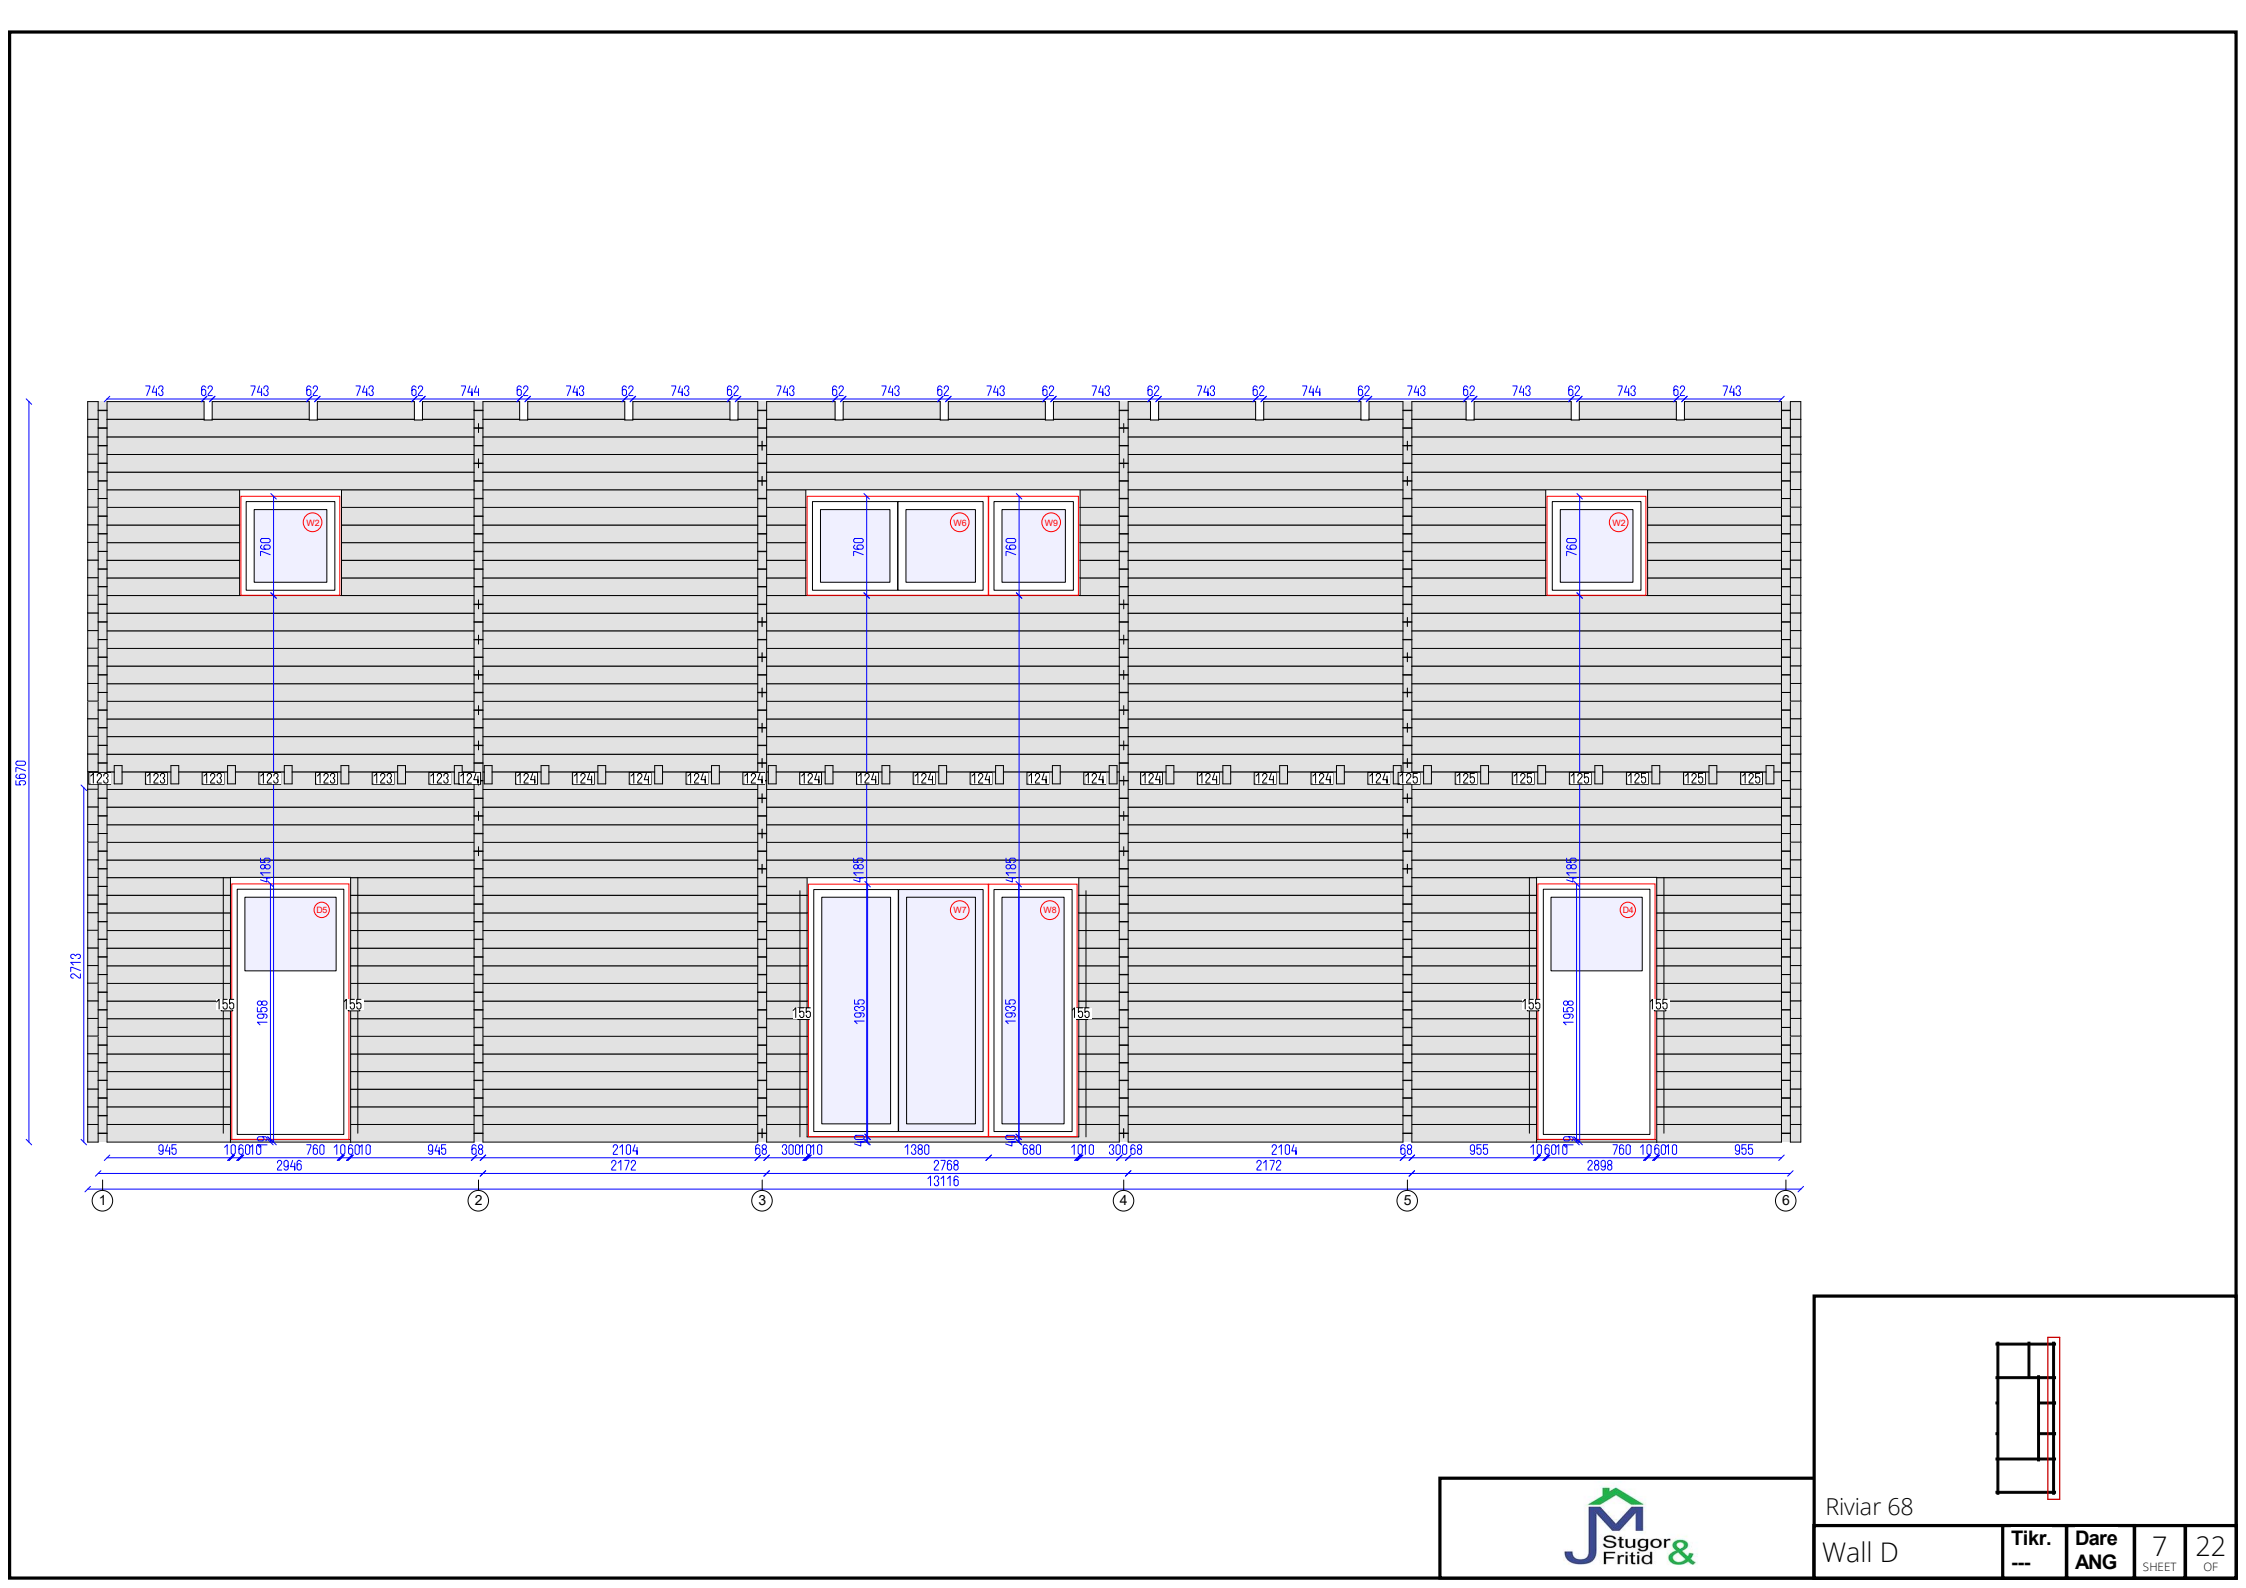 743 62 743 62 743 62 744 62 743 62 743 62 743 62 743 62 743 62 743 62 743 62 744 62 743 62 743 62 743 62 743
W2 W6 W9 W2
760 760 760 760
5670
123 123 123 123 123 123 123 124 124 124 124 124 124 124 124 124 124 124 124 124 124 124 124 124 125 125 125 125 125 125 125
4185 4185 4185 4185
D5 W7 W8 D4
2713
155 155 155 155 155 155
1958 1935 1935 1958
19 40 40 19
945 10 60 10 760 10 60 10 945 68 2104 68 300 10 10 1380 680 10 10 300 68 2104 68 955 10 60 10 760 10 60 10 955
2946 2172 2768 2172 2898
13116
1 2 3 4 5 6
Riviar 68
JM Stugor &
Fritid
Wall D
Tikr.
---
Dare
ANG
7
SHEET
22
OF